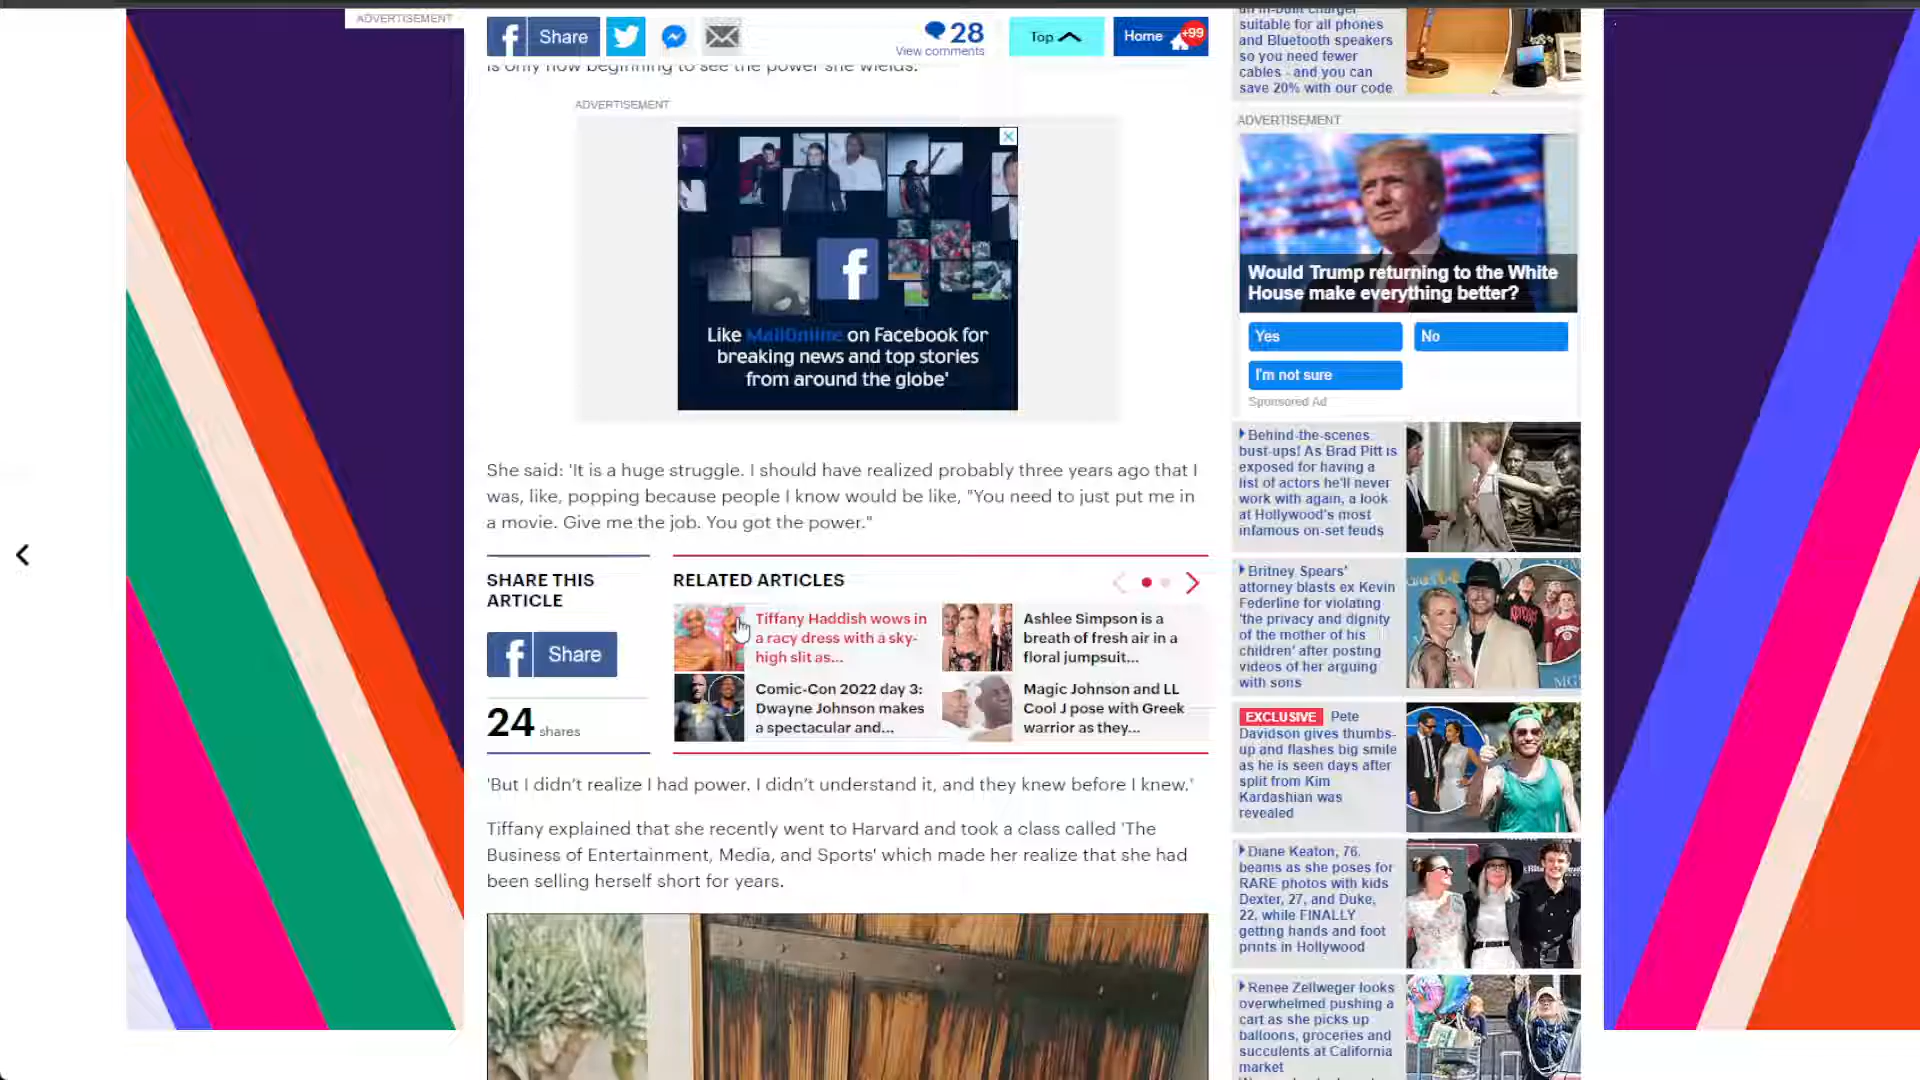 ADVERTISEMENT
Share
28
View comments
Top
Home
+99
is only now beginning to see the power she wields.
ADVERTISEMENT
Like MailOnline on Facebook for
breaking news and top stories
from around the globe'
She said: 'It is a huge struggle. I should have realized probably three years ago that I
was, like, popping because people I know would be like, "You need to just put me in
a movie. Give me the job. You got the power."
SHARE THIS
ARTICLE
Share
24 shares
RELATED ARTICLES
Tiffany Haddish wows in
a racy dress with a sky-
high slit as...
Ashlee Simpson is a
breath of fresh air in a
floral jumpsuit...
Comic-Con 2022 day 3:
Dwayne Johnson makes
a spectacular and...
Magic Johnson and LL
Cool J pose with Greek
warrior as they...
'But I didn't realize I had power. I didn't understand it, and they knew before I knew.'
Tiffany explained that she recently went to Harvard and took a class called 'The
Business of Entertainment, Media, and Sports' which made her realize that she had
been selling herself short for years.
an in-built charger
suitable for all phones
and Bluetooth speakers
so you need fewer
cables - and you can
save 20% with our code
ADVERTISEMENT
Would Trump returning to the White
House make everything better?
Yes
No
I'm not sure
Sponsored Ad
Behind-the-scenes
bust-ups! As Brad Pitt is
exposed for having a
list of actors he'll never
work with again, a look
at Hollywood's most
infamous on-set feuds
Britney Spears'
attorney blasts ex Kevin
Federline for violating
'the privacy and dignity
of the mother of his
children' after posting
videos of her arguing
with sons
EXCLUSIVE Pete
Davidson gives thumbs-
up and flashes big smile
as he is seen days after
split from Kim
Kardashian was
revealed
Diane Keaton, 76,
beams as she poses for
RARE photos with kids
Dexter, 27, and Duke,
22, while FINALLY
getting hands and foot
prints in Hollywood
Renee Zellweger looks
overwhelmed pushing a
cart as she picks up
balloons, groceries and
succulents at California
market